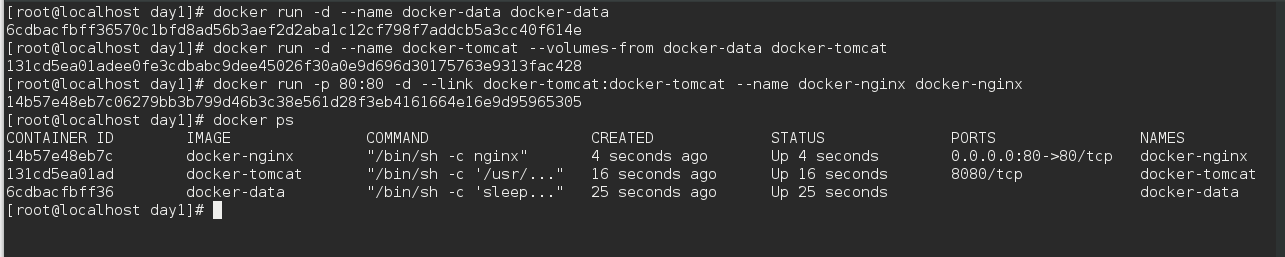 [root@localhost day1]# docker run -d --name docker-data docker-data
6cdbacfbff36570c1bfd8ad56b3aef2d2aba1c12cf798f7addcb5a3cc40f614e
[root@localhost day1]# docker run -d --name docker-tomcat --volumes-from docker-data docker-tomcat
131cd5ea01adee0fe3cdbabc9dee45026f30a0e9d696d30175763e9313fac428
[root@localhost day1]# docker run -p 80:80 -d --link docker-tomcat:docker-tomcat --name docker-nginx docker-nginx
14b57e48eb7c06279bb3b799d46b3c38e561d28f3eb4161664e16e9d95965305
[root@localhost day1]# docker ps
CONTAINER ID        IMAGE               COMMAND                  CREATED             STATUS              PORTS                NAMES
14b57e48eb7c        docker-nginx        "/bin/sh -c nginx"       4 seconds ago       Up 4 seconds        0.0.0.0:80->80/tcp   docker-nginx
131cd5ea01ad        docker-tomcat       "/bin/sh -c '/usr/..."   16 seconds ago      Up 16 seconds       8080/tcp             docker-tomcat
6cdbacfbff36        docker-data         "/bin/sh -c 'sleep..."   25 seconds ago      Up 25 seconds                            docker-data
[root@localhost day1]#